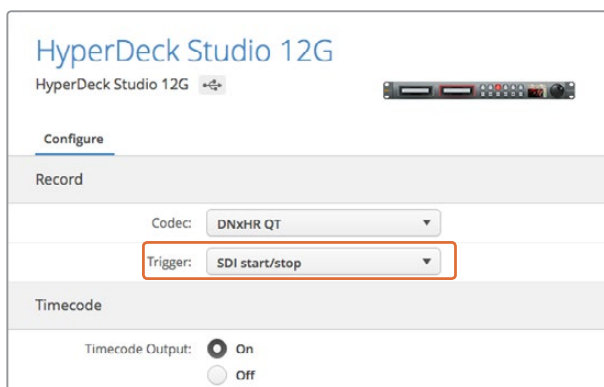 HyperDeck Studio 12G
HyperDeck Studio 12G
Configure
Record
Codec: DNxHR QT
Trigger: SDI start/stop
Timecode
Timecode Output: On
Off